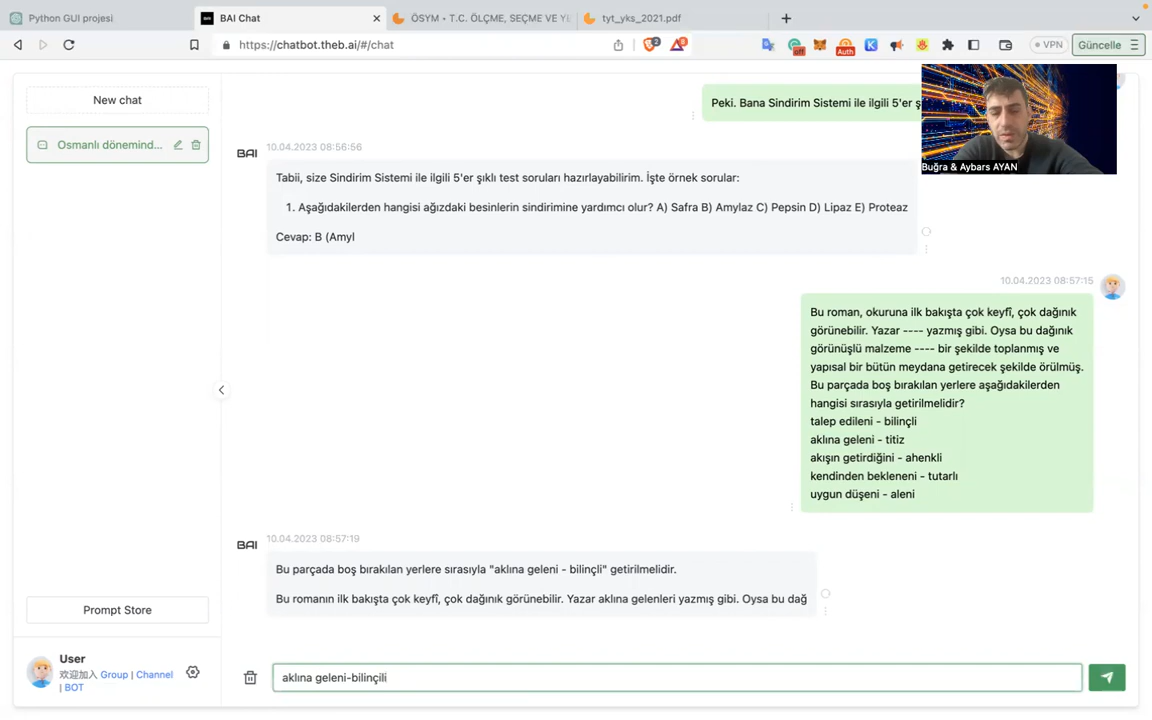 Python GUI projesi
BAI Chat
ÖSYM • T.C. ÖLÇME, SEÇME VE YE
tyt_yks_2021.pdf
https://chatbot.theb.ai/#/chat
VPN
Güncelle
New chat
Osmanlı dönemind...
Peki. Bana Sindirim Sistemi ile ilgili 5'er ş
Buğra & Aybars AYAN
BAI
10.04.2023 08:56:56
Tabii, size Sindirim Sistemi ile ilgili 5'er şıklı test soruları hazırlayabilirim. İşte örnek sorular:
1. Aşağıdakilerden hangisi ağızdaki besinlerin sindirimine yardımcı olur? A) Safra B) Amylaz C) Pepsin D) Lipaz E) Proteaz
Cevap: B (Amyl
10.04.2023 08:57:15
Bu roman, okuruna ilk bakışta çok keyfî, çok dağınık
görünebilir. Yazar ---- yazmış gibi. Oysa bu dağınık
görünüşlü malzeme ---- bir şekilde toplanmış ve
yapısal bir bütün meydana getirecek şekilde örülmüş.
Bu parçada boş bırakılan yerlere aşağıdakilerden
hangisi sırasıyla getirilmelidir?
talep edileni - bilinçli
aklına geleni - titiz
akışın getirdiğini - ahenkli
kendinden bekleneni - tutarlı
uygun düşeni - aleni
BAI
10.04.2023 08:57:19
Bu parçada boş bırakılan yerlere sırasıyla "aklına geleni - bilinçli" getirilmelidir.
Bu romanın ilk bakışta çok keyfî, çok dağınık görünebilir. Yazar aklına gelenleri yazmış gibi. Oysa bu dağ
Prompt Store
User
欢迎加入 Group | Channel
| BOT
aklına geleni-bilinçili